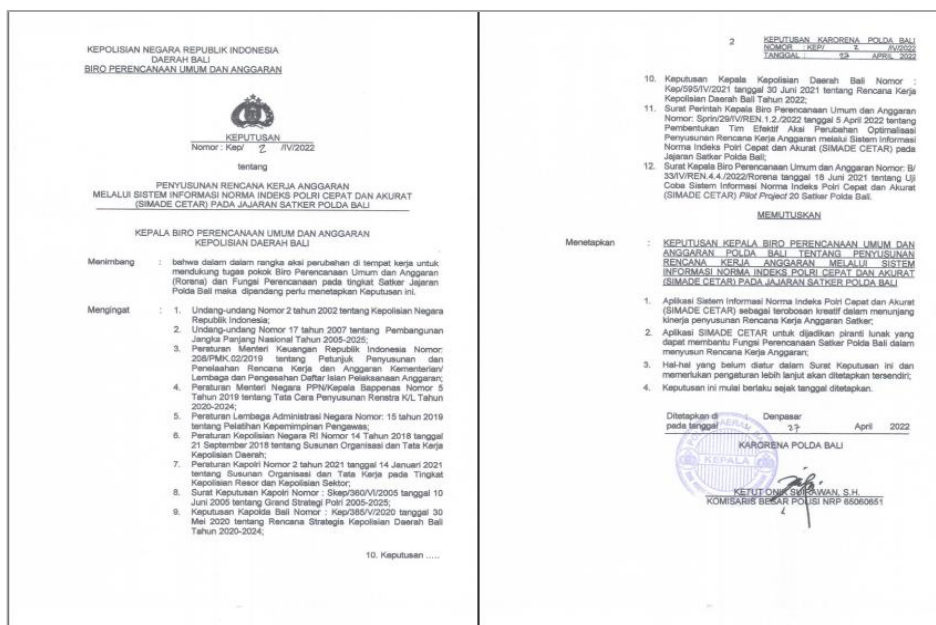 KEPOLISIAN NEGARA REPUBLIK INDONESIA
DAERAH BALI
BIRO PERENCANAAN UMUM DAN ANGGARAN
KEPUTUSAN
Nomor : Kep/ 2 /IV/2022
tentang
PENYUSUNAN RENCANA KERJA ANGGARAN
MELALUI SISTEM INFORMASI NORMA INDEKS POLRI CEPAT DAN AKURAT
(SIMADE CETAR) PADA JAJARAN SATKER POLDA BALI
KEPALA BIRO PERENCANAAN UMUM DAN ANGGARAN
KEPOLISIAN DAERAH BALI
Menimbang : bahwa dalam dalam rangka aksi perubahan di tempat kerja untuk
mendukung tugas pokok Biro Perencanaan Umum dan Anggaran
(Rorena) dan Fungsi Perencanaan pada tingkat Satker Jajaran
Polda Bali maka dipandang perlu menetapkan Keputusan ini.
Mengingat : 1. Undang-undang Nomor 2 tahun 2002 tentang Kepolisian Negara
Republik Indonesia;
2. Undang-undang Nomor 17 tahun 2007 tentang Pembangunan
Jangka Panjang Nasional Tahun 2005-2025;
3. Peraturan Menteri Keuangan Republik Indonesia Nomor:
208/PMK.02/2019 tentang Petunjuk Penyusunan dan
Penelaahan Rencana Kerja dan Anggaran Kementerian/
Lembaga dan Pengesahan Daftar Isian Pelaksanaan Anggaran;
4. Peraturan Menteri Negara PPN/Kepala Bappenas Nomor 5
Tahun 2019 tentang Tata Cara Penyusunan Renstra K/L Tahun
2020-2024;
5. Peraturan Lembaga Administrasi Negara Nomor: 15 tahun 2019
tentang Pelatihan Kepemimpinan Pengawas;
6. Peraturan Kepolisian Negara RI Nomor 14 Tahun 2018 tanggal
21 September 2018 tentang Susunan Organisasi dan Tata Kerja
Kepolisian Daerah;
7. Peraturan Kapolri Nomor 2 tahun 2021 tanggal 14 Januari 2021
tentang Susunan Organisasi dan Tata Kerja pada Tingkat
Kepolisian Resor dan Kepolisian Sektor;
8. Surat Keputusan Kapolri Nomor : Skep/360/VI/2005 tanggal 10
Juni 2005 tentang Grand Strategi Polri 2005-2025;
9. Keputusan Kapolda Bali Nomor : Kep/385/V/2020 tanggal 30
Mei 2020 tentang Rencana Strategis Kepolisian Daerah Bali
Tahun 2020-2024;
10. Keputusan .....
2 KEPUTUSAN KARORENA POLDA BALI
NOMOR : KEP/ 2 /IV/2022
TANGGAL : 27 APRIL 2022
10. Keputusan Kepala Kepolisian Daerah Bali Nomor :
Kep/595/IV/2021 tanggal 30 Juni 2021 tentang Rencana Kerja
Kepolisian Daerah Bali Tahun 2022;
11. Surat Perintah Kepala Biro Perencanaan Umum dan Anggaran
Nomor: Sprin/29/IV/REN.1.2./2022 tanggal 5 April 2022 tentang
Pembentukan Tim Efektif Aksi Perubahan Optimalisasi
Penyusunan Rencana Kerja Anggaran melalui Sistem Informasi
Norma Indeks Polri Cepat dan Akurat (SIMADE CETAR) pada
Jajaran Satker Polda Bali;
12. Surat Kepala Biro Perencanaan Umum dan Anggaran Nomor: B/
33/IV/REN.4.4./2022/Rorena tanggal 18 Juni 2021 tentang Uji
Coba Sistem Informasi Norma Indeks Polri Cepat dan Akurat
(SIMADE CETAR) Pilot Project 20 Satker Polda Bali.
MEMUTUSKAN
Menetapkan : KEPUTUSAN KEPALA BIRO PERENCANAAN UMUM DAN
ANGGARAN POLDA BALI TENTANG PENYUSUNAN
RENCANA KERJA ANGGARAN MELALUI SISTEM
INFORMASI NORMA INDEKS POLRI CEPAT DAN AKURAT
(SIMADE CETAR) PADA JAJARAN SATKER POLDA BALI
1. Aplikasi Sistem Informasi Norma Indeks Polri Cepat dan Akurat
(SIMADE CETAR) sebagai terobosan kreatif dalam menunjang
kinerja penyusunan Rencana Kerja Anggaran Satker;
2. Aplikasi SIMADE CETAR untuk dijadikan piranti lunak yang
dapat membantu Fungsi Perencanaan Satker Polda Bali dalam
menyusun Rencana Kerja Anggaran;
3. Hal-hal yang belum diatur dalam Surat Keputusan ini dan
memerlukan pengaturan lebih lanjut akan ditetapkan tersendiri;
4. Keputusan ini mulai berlaku sejak tanggal ditetapkan.
Ditetapkan di : Denpasar
pada tanggal 27 April 2022
KARORENA POLDA BALI
KEPALA
KETUT ONIK SUIRAWAN, S.H.
KOMISARIS BESAR POLISI NRP 65060651